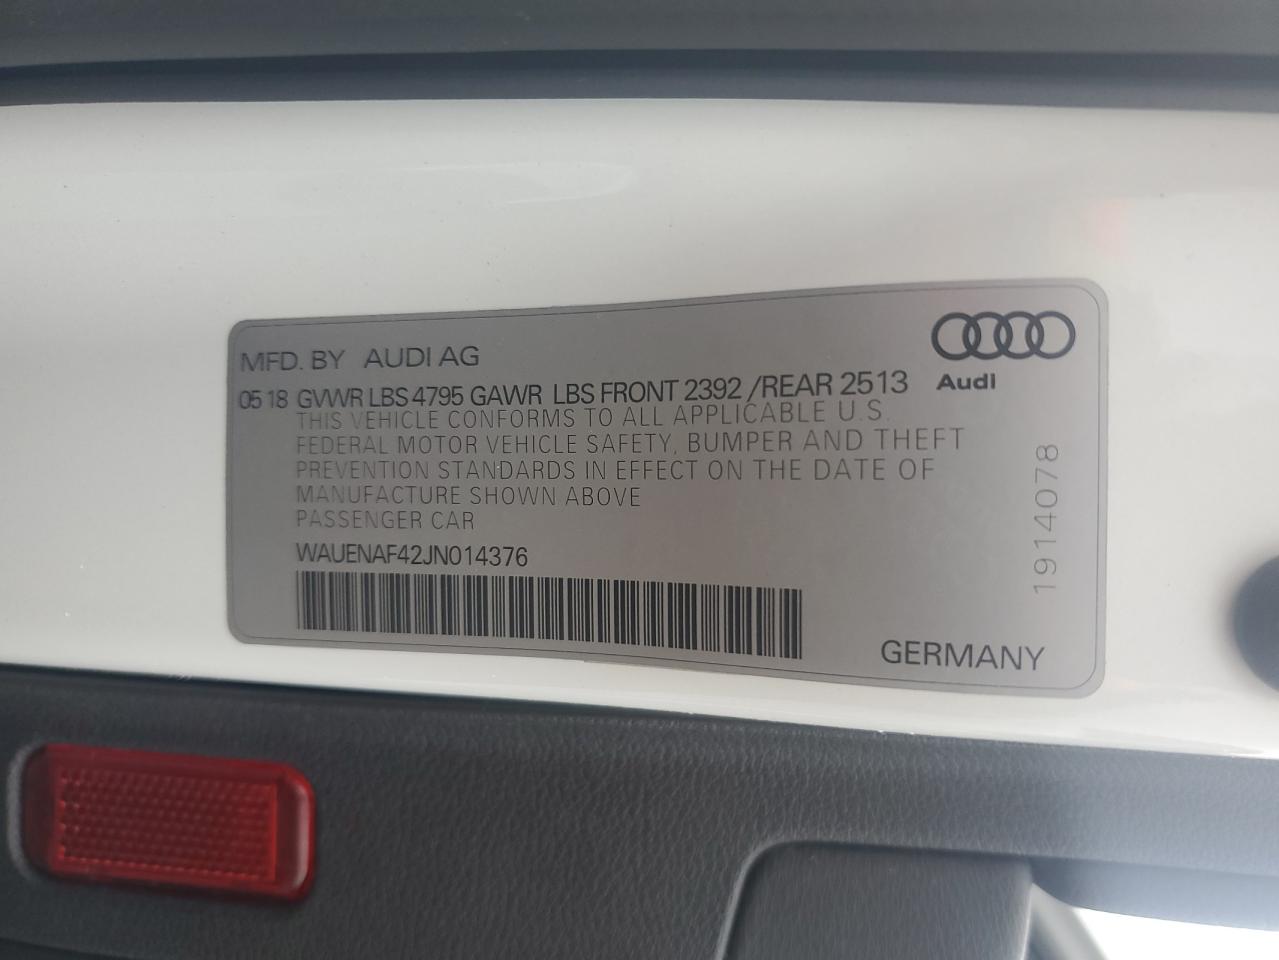 MFD. BY AUDI AG
Audi
05 18 GVWR LBS 4795 GAWR LBS FRONT 2392 /REAR 2513
THIS VEHICLE CONFORMS TO ALL APPLICABLE U.S.
FEDERAL MOTOR VEHICLE SAFETY, BUMPER AND THEFT
PREVENTION STANDARDS IN EFFECT ON THE DATE OF
MANUFACTURE SHOWN ABOVE
PASSENGER CAR
WAUENAF42JN014376
1914078
GERMANY